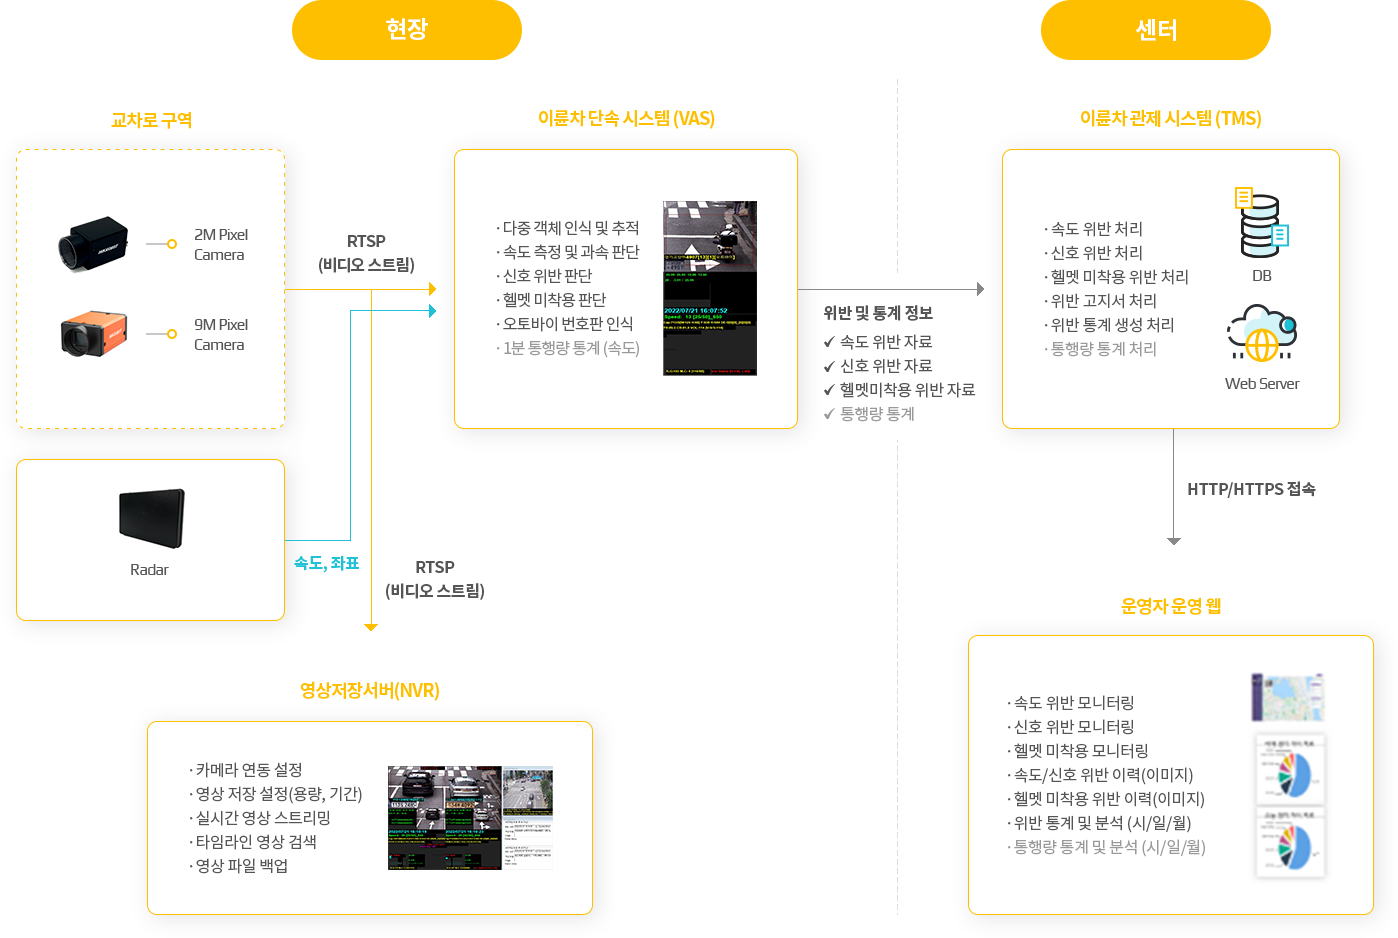 현장
센터
교차로 구역
2M Pixel
Camera
9M Pixel
Camera
Radar
RTSP
(비디오 스트림)
속도, 좌표
RTSP
(비디오 스트림)
이륜차 단속 시스템 (VAS)
· 다중 객체 인식 및 추적
· 속도 측정 및 과속 판단
· 신호 위반 판단
· 헬멧 미착용 판단
· 오토바이 번호판 인식
· 1분 통행량 통계 (속도)
2022/07/21 16:07:52
위반 및 통계 정보
✓ 속도 위반 자료
✓ 신호 위반 자료
✓ 헬멧미착용 위반 자료
✓ 통행량 통계
이륜차 관제 시스템 (TMS)
· 속도 위반 처리
· 신호 위반 처리
· 헬멧 미착용 위반 처리
· 위반 고지서 처리
· 위반 통계 생성 처리
· 통행량 통계 처리
DB
Web Server
HTTP/HTTPS 접속
영상저장서버(NVR)
· 카메라 연동 설정
· 영상 저장 설정(용량, 기간)
· 실시간 영상 스트리밍
· 타임라인 영상 검색
· 영상 파일 백업
운영자 운영 웹
· 속도 위반 모니터링
· 신호 위반 모니터링
· 헬멧 미착용 모니터링
· 속도/신호 위반 이력(이미지)
· 헬멧 미착용 위반 이력(이미지)
· 위반 통계 및 분석 (시/일/월)
· 통행량 통계 및 분석 (시/일/월)